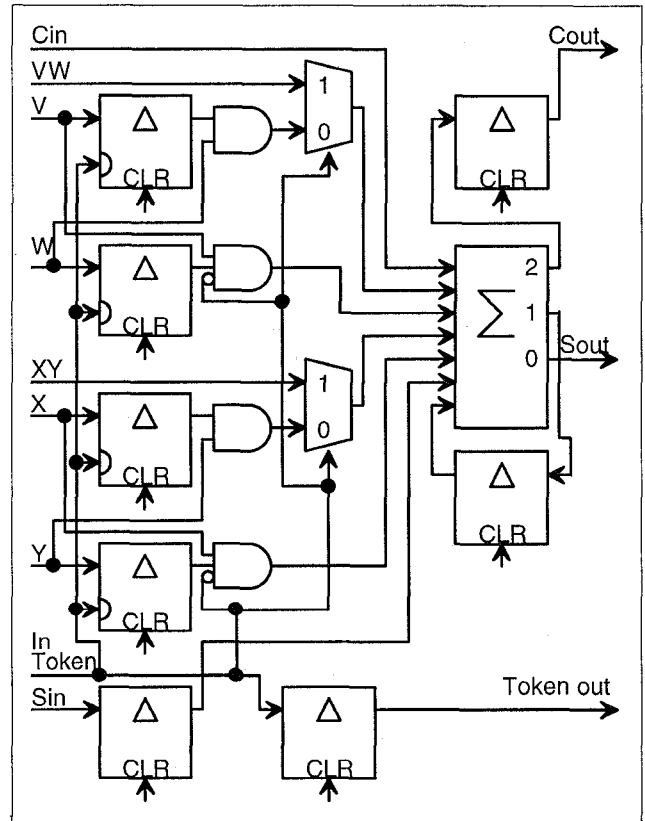 Cin
Cout
VW
V
1
Δ
0
Δ
CLR
CLR
W
Δ
2
Σ
1
CLR
0
Sout
XY
1
X
Δ
0
Δ
CLR
CLR
Y
Δ
CLR
In
Token
Sin
Δ
Δ
Token out
CLR
CLR